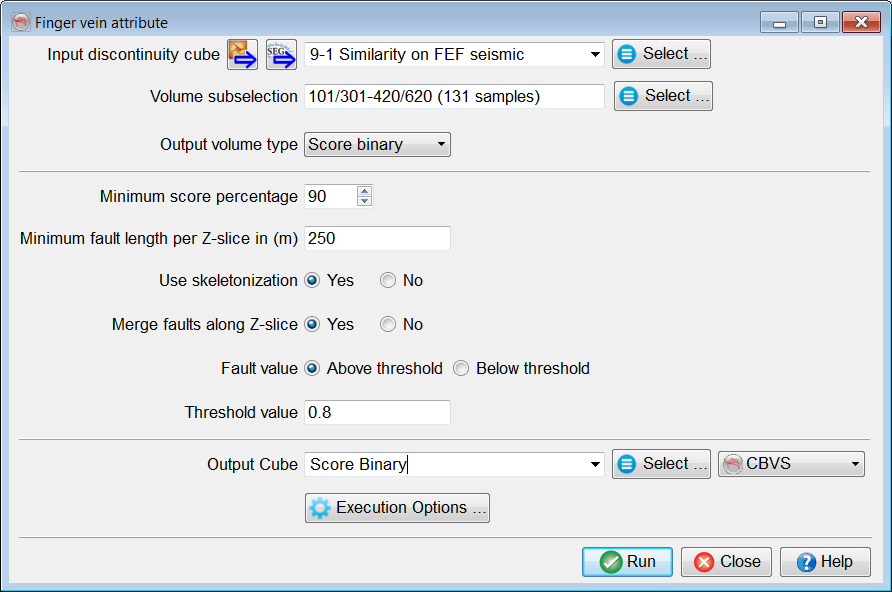 Finger vein attribute
Input discontinuity cube SEG 9-1 Similarity on FEF seismic Select ...
Volume subselection 101/301-420/620 (131 samples) Select ...
Output volume type Score binary
Minimum score percentage 90
Minimum fault length per Z-slice in (m) 250
Use skeletonization Yes No
Merge faults along Z-slice Yes No
Fault value Above threshold Below threshold
Threshold value 0.8
Output Cube Score Binary Select ... CBVS
Execution Options ...
Run Close ? Help